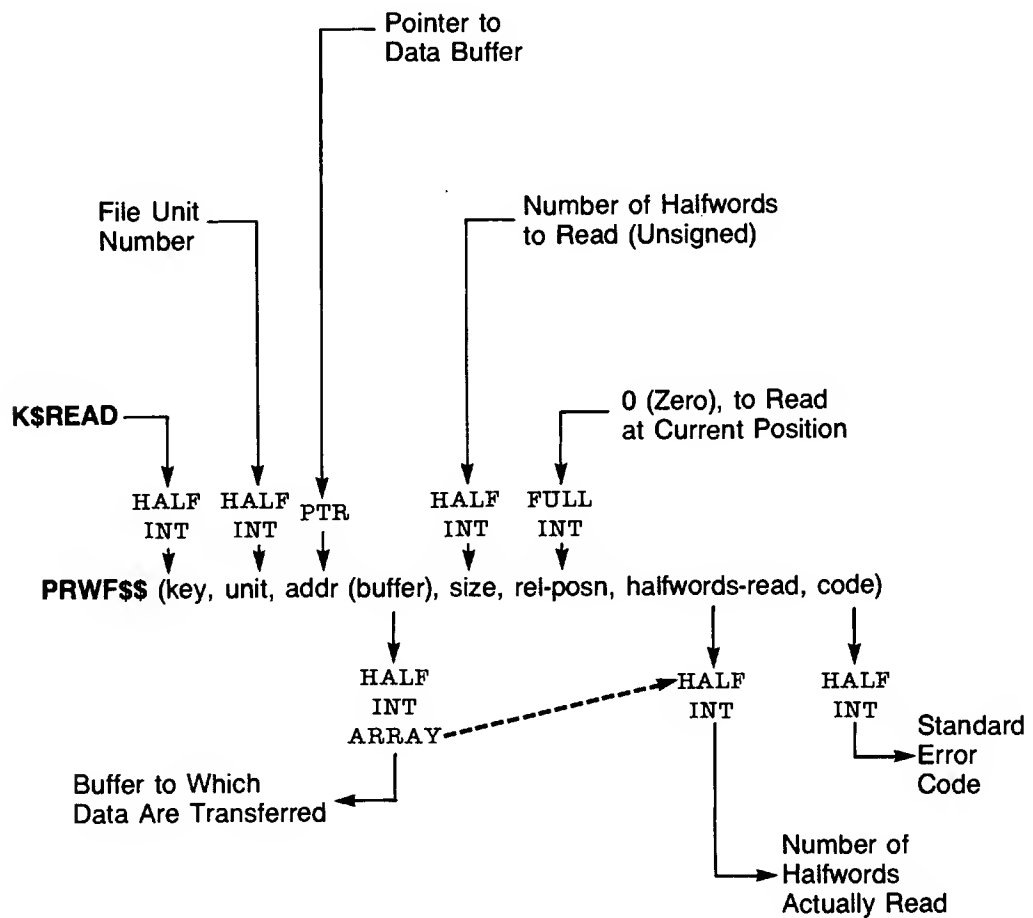 Pointer to
Data Buffer
File Unit
Number
Number of Halfwords
to Read (Unsigned)
K$READ
0 (Zero), to Read
at Current Position
HALF
INT
HALF
INT
PTR
HALF
INT
FULL
INT
PRWF$$ (key, unit, addr (buffer), size, rel-posn, halfwords-read, code)
HALF
INT
ARRAY
HALF
INT
HALF
INT
Standard
Error
Code
Buffer to Which
Data Are Transferred
Number of
Halfwords
Actually Read